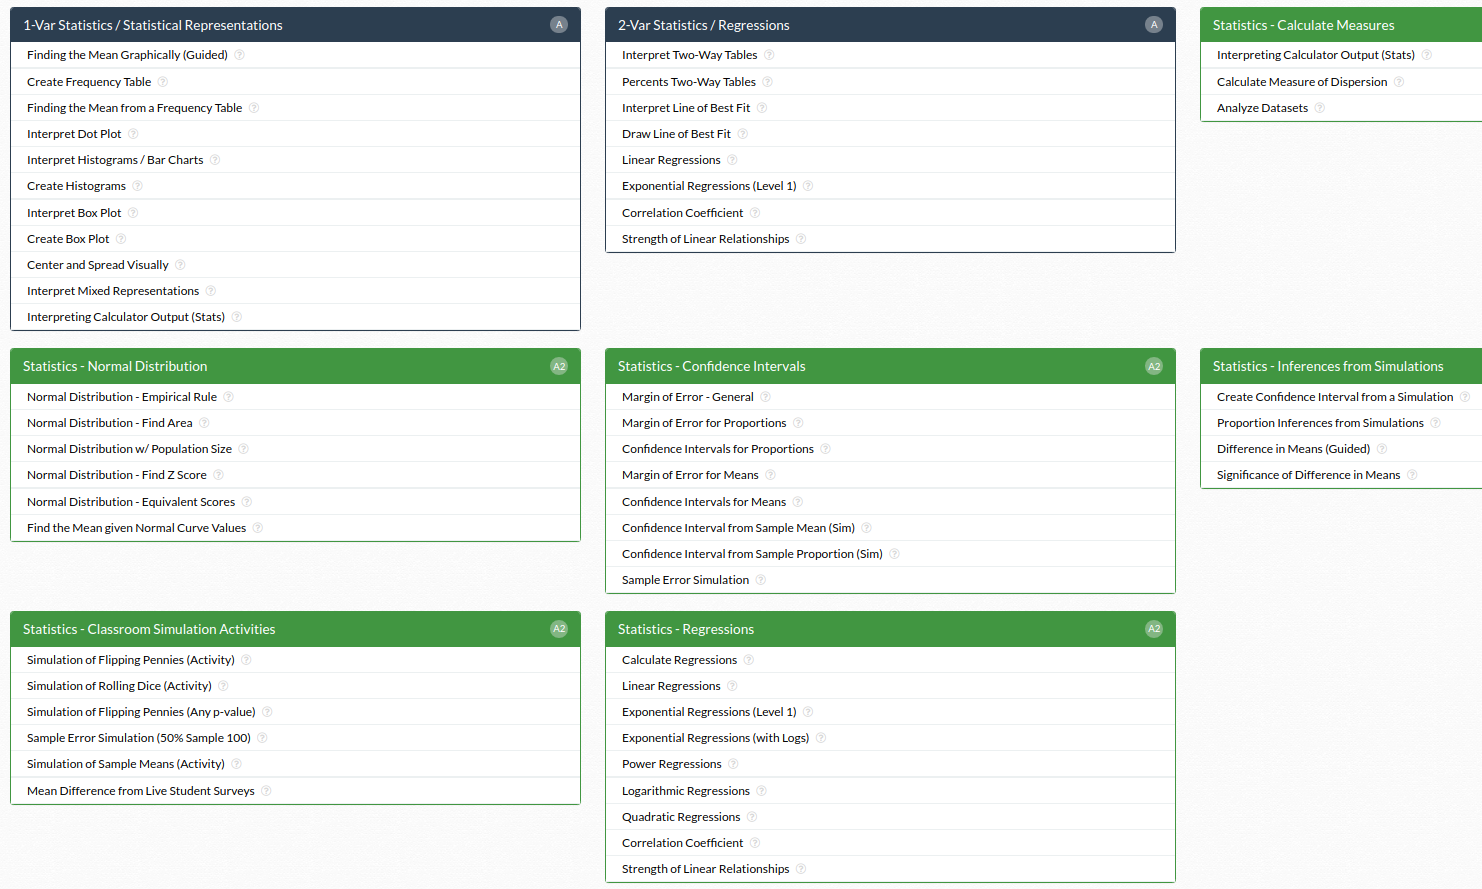 1-Var Statistics / Statistical Representations A
Finding the Mean Graphically (Guided) ?
Create Frequency Table ?
Finding the Mean from a Frequency Table ?
Interpret Dot Plot ?
Interpret Histograms / Bar Charts ?
Create Histograms ?
Interpret Box Plot ?
Create Box Plot ?
Center and Spread Visually ?
Interpret Mixed Representations ?
Interpreting Calculator Output (Stats) ?
2-Var Statistics / Regressions A
Interpret Two-Way Tables ?
Percents Two-Way Tables ?
Interpret Line of Best Fit ?
Draw Line of Best Fit ?
Linear Regressions ?
Exponential Regressions (Level 1) ?
Correlation Coefficient ?
Strength of Linear Relationships ?
Statistics - Calculate Measures
Interpreting Calculator Output (Stats) ?
Calculate Measure of Dispersion ?
Analyze Datasets ?
Statistics - Normal Distribution A2
Normal Distribution - Empirical Rule ?
Normal Distribution - Find Area ?
Normal Distribution w/ Population Size ?
Normal Distribution - Find Z Score ?
Normal Distribution - Equivalent Scores ?
Find the Mean given Normal Curve Values ?
Statistics - Confidence Intervals A2
Margin of Error - General ?
Margin of Error for Proportions ?
Confidence Intervals for Proportions ?
Margin of Error for Means ?
Confidence Intervals for Means ?
Confidence Interval from Sample Mean (Sim) ?
Confidence Interval from Sample Proportion (Sim) ?
Sample Error Simulation ?
Statistics - Inferences from Simulations
Create Confidence Interval from a Simulation ?
Proportion Inferences from Simulations ?
Difference in Means (Guided) ?
Significance of Difference in Means ?
Statistics - Classroom Simulation Activities A2
Simulation of Flipping Pennies (Activity) ?
Simulation of Rolling Dice (Activity) ?
Simulation of Flipping Pennies (Any p-value) ?
Sample Error Simulation (50% Sample 100) ?
Simulation of Sample Means (Activity) ?
Mean Difference from Live Student Surveys ?
Statistics - Regressions A2
Calculate Regressions ?
Linear Regressions ?
Exponential Regressions (Level 1) ?
Exponential Regressions (with Logs) ?
Power Regressions ?
Logarithmic Regressions ?
Quadratic Regressions ?
Correlation Coefficient ?
Strength of Linear Relationships ?